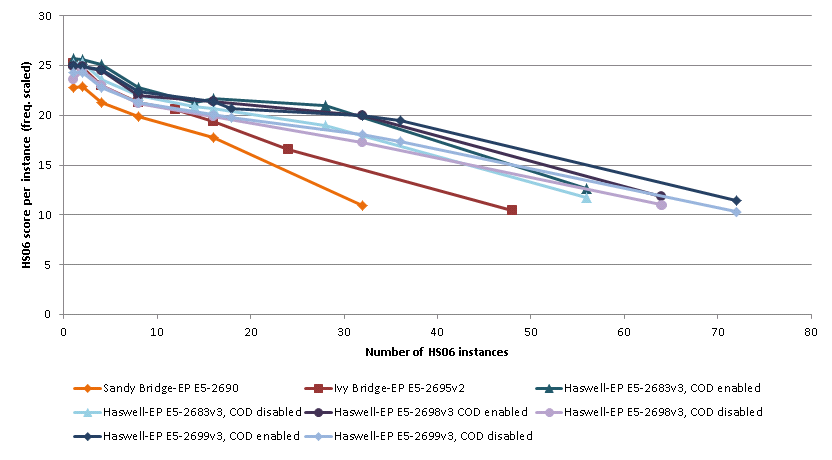 30
25
20
15
10
5
0
HS06 score per instance (freq. scaled)
0 10 20 30 40 50 60 70 80
Number of HS06 instances
Sandy Bridge-EP E5-2690 Ivy Bridge-EP E5-2695v2 Haswell-EP E5-2683v3, COD enabled
Haswell-EP E5-2683v3, COD disabled Haswell-EP E5-2698v3 COD enabled Haswell-EP E5-2698v3, COD disabled
Haswell-EP E5-2699v3, COD enabled Haswell-EP E5-2699v3, COD disabled